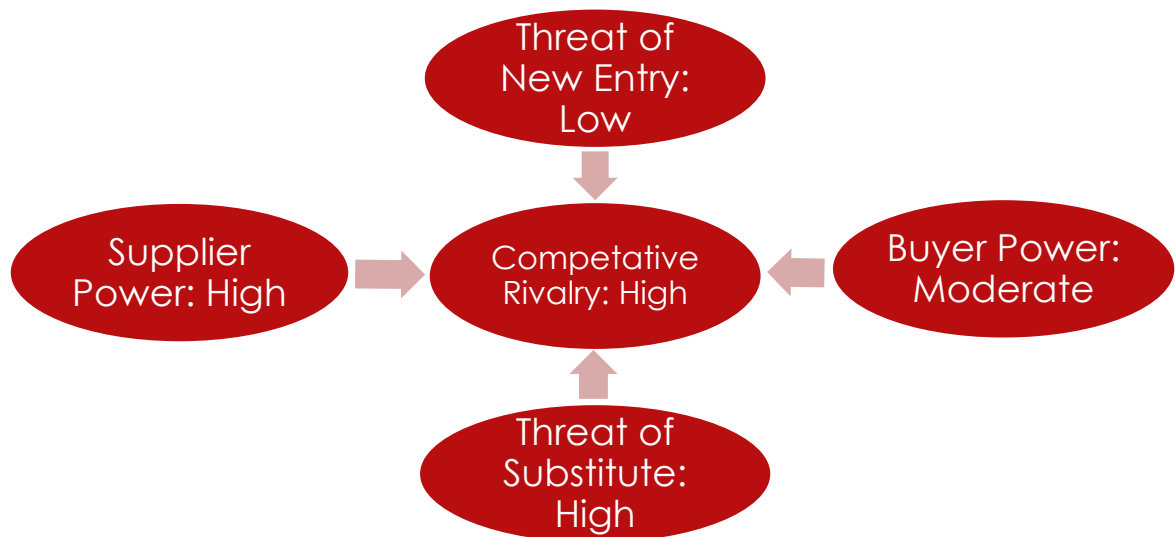 Threat of
New Entry:
Low
Supplier
Power: High
Competative
Rivalry: High
Buyer Power:
Moderate
Threat of
Substitute:
High